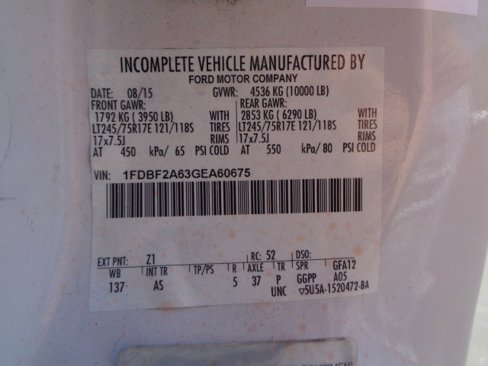 INCOMPLETE VEHICLE MANUFACTURED BY
FORD MOTOR COMPANY
DATE: 08/15 GVWR: 4536 KG (10000 LB)
FRONT GAWR: REAR GAWR:
1792 KG ( 3950 LB) WITH 2853 KG ( 6290 LB) WITH
LT245/75R17E 121/118S TIRES LT245/75R17E 121/118S TIRES
17x7.5J RIMS 17x7.5J RIMS
AT 450 kPa/ 65 PSI COLD AT 550 kPa/ 80 PSI COLD
VIN: 1FDBF2A63GEA60675
EXT PNT: Z1 RC: 52 DSO:
WB INT TR TP/PS R AXLE TR SPR GFA12
137 AS 5 37 P GGPP A05
UNC ▽5U5A-1520472-BA